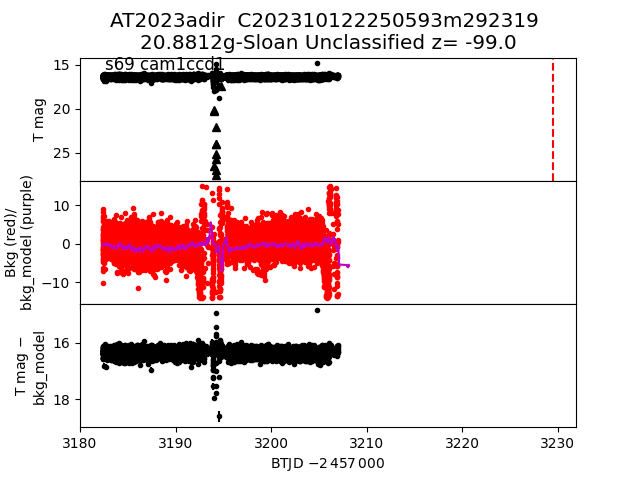 AT2023adir C202310122250593m292319
20.8812g-Sloan Unclassified z= -99.0
s69 cam1ccd1
15
20
25
T mag
10
0
−10
Bkg (red)/
bkg_model (purple)
16
18
T mag −
bkg_model
3180 3190 3200 3210 3220 3230
BTJD −2 457 000